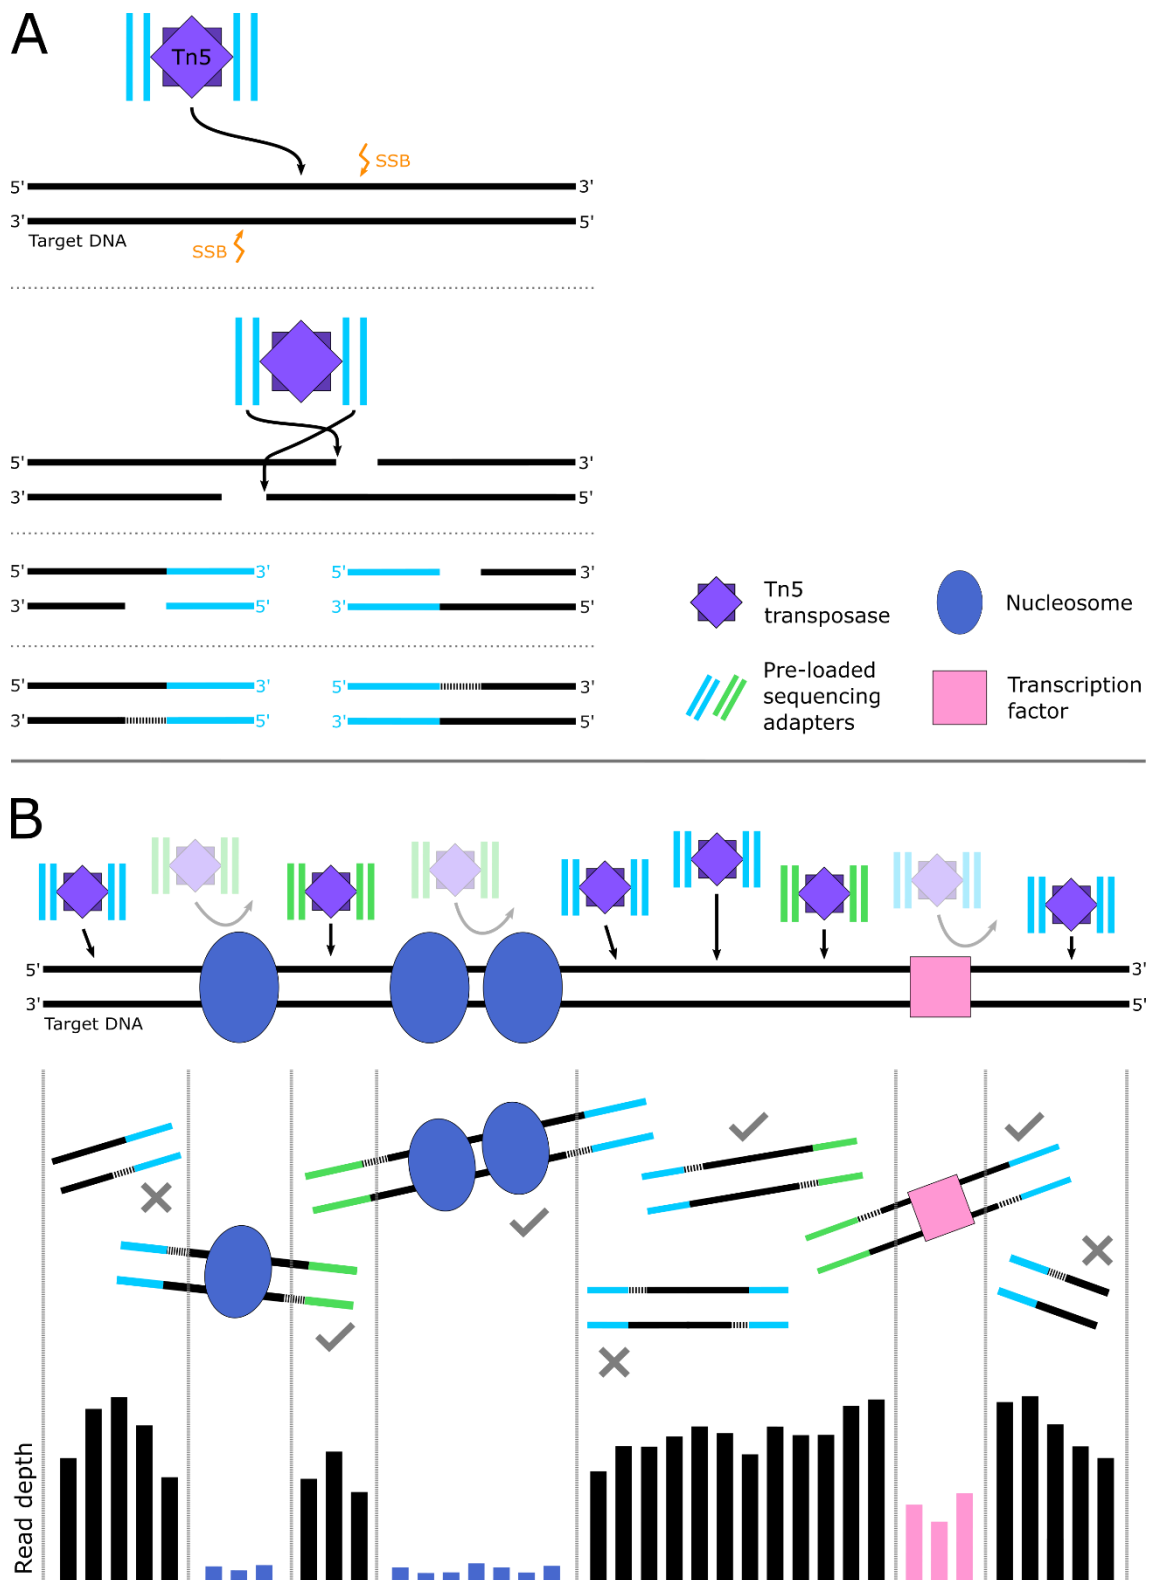 A
Tn5
SSB
5' 3'
3' 5'
Target DNA
SSB
5' 3'
3' 5'
5' 3' 5' 3'
3' 5' 3' 5'
5' 3' 5' 3'
3' 5' 3' 5'
Tn5
transposase
Nucleosome
Pre-loaded
sequencing
adapters
Transcription
factor
B
5' 3'
3' 5'
Target DNA
Read depth